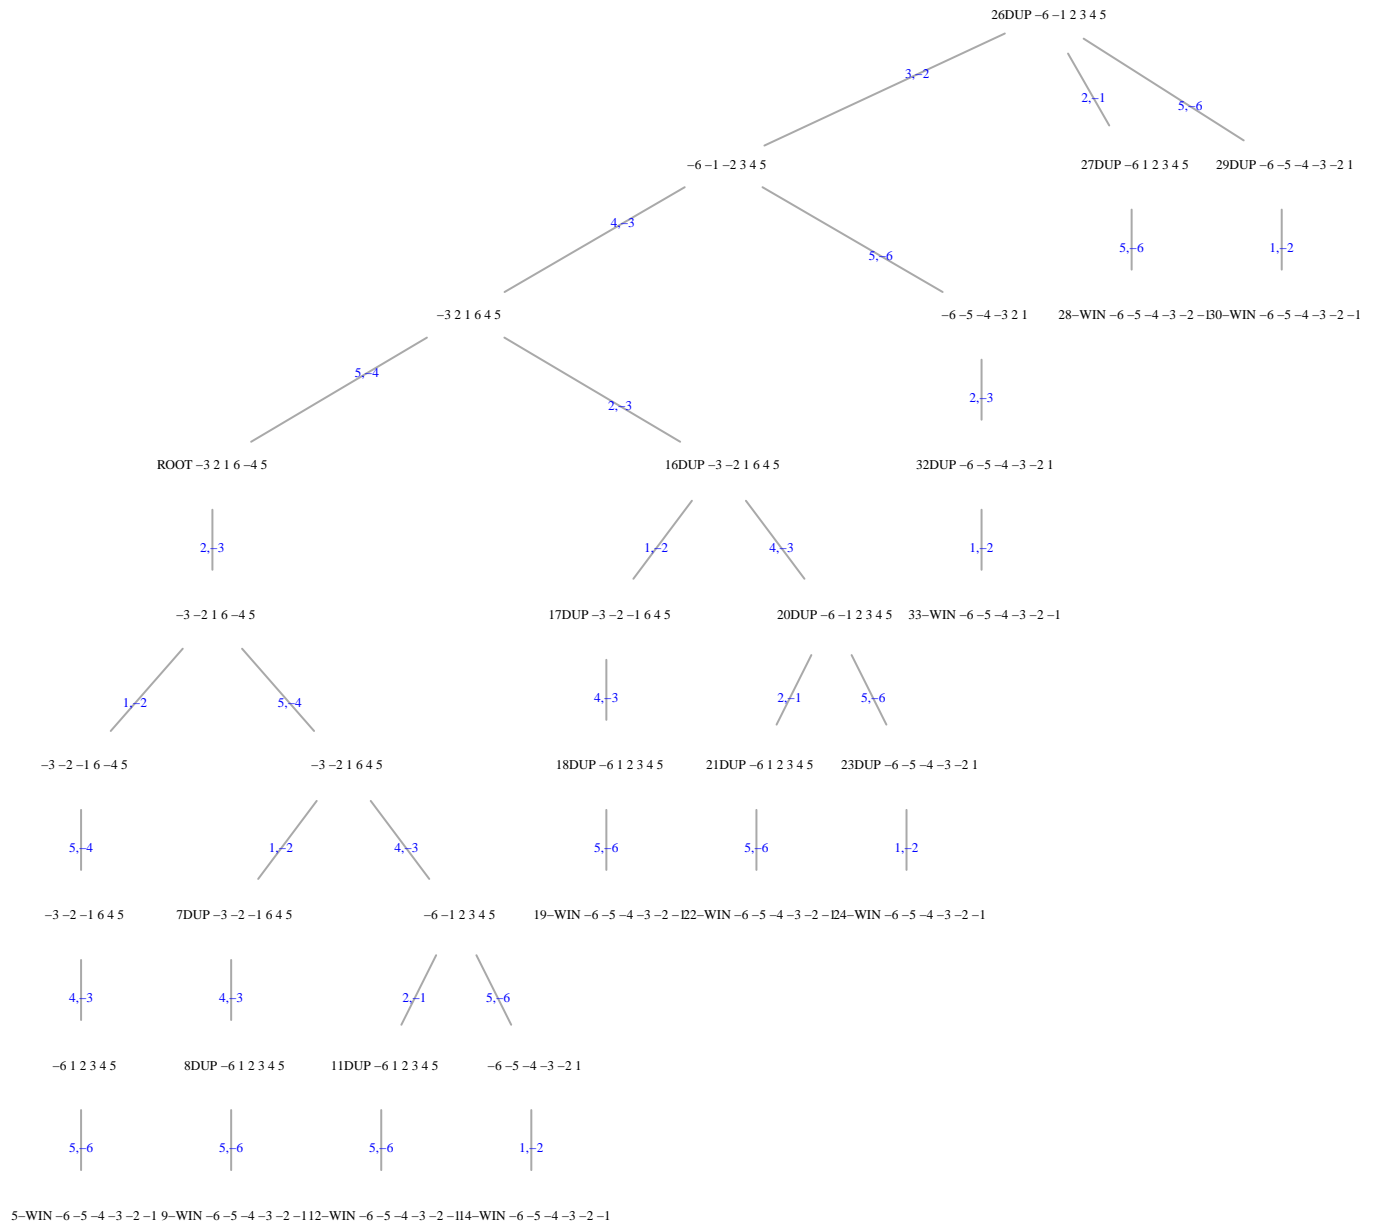 26DUP −6 −1 2 3 4 5
3,−2
2,−1
5,−6
−6 −1 −2 3 4 5
27DUP −6 1 2 3 4 5
29DUP −6 −5 −4 −3 −2 1
4,−3
5,−6
5,−6
1,−2
−3 2 1 6 4 5
−6 −5 −4 −3 2 1
28−WIN −6 −5 −4 −3 −2 −1
30−WIN −6 −5 −4 −3 −2 −1
5,−4
2,−3
2,−3
ROOT −3 2 1 6 −4 5
16DUP −3 −2 1 6 4 5
32DUP −6 −5 −4 −3 −2 1
2,−3
1,−2
4,−3
1,−2
−3 −2 1 6 −4 5
17DUP −3 −2 −1 6 4 5
20DUP −6 −1 2 3 4 5
33−WIN −6 −5 −4 −3 −2 −1
1,−2
5,−4
4,−3
2,−1
5,−6
−3 −2 −1 6 −4 5
−3 −2 1 6 4 5
18DUP −6 1 2 3 4 5
21DUP −6 1 2 3 4 5
23DUP −6 −5 −4 −3 −2 1
5,−4
1,−2
4,−3
5,−6
5,−6
1,−2
−3 −2 −1 6 4 5
7DUP −3 −2 −1 6 4 5
−6 −1 2 3 4 5
19−WIN −6 −5 −4 −3 −2 −1
22−WIN −6 −5 −4 −3 −2 −1
24−WIN −6 −5 −4 −3 −2 −1
4,−3
4,−3
2,−1
5,−6
−6 1 2 3 4 5
8DUP −6 1 2 3 4 5
11DUP −6 1 2 3 4 5
−6 −5 −4 −3 −2 1
5,−6
5,−6
5,−6
1,−2
5−WIN −6 −5 −4 −3 −2 −1
9−WIN −6 −5 −4 −3 −2 −1
12−WIN −6 −5 −4 −3 −2 −1
14−WIN −6 −5 −4 −3 −2 −1